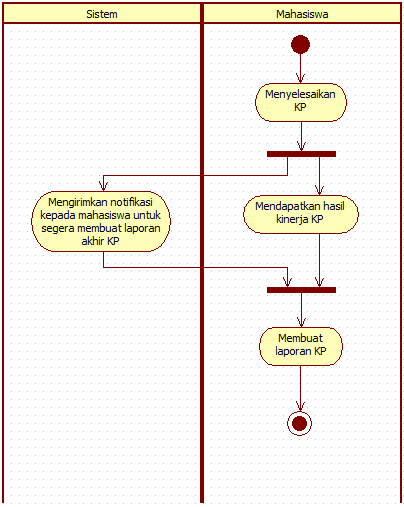 Sistem
Mahasiswa
Menyelesaikan
KP
Mengirimkan notifikasi
kepada mahasiswa untuk
segera membuat laporan
akhir KP
Mendapatkan hasil
kinerja KP
Membuat
laporan KP